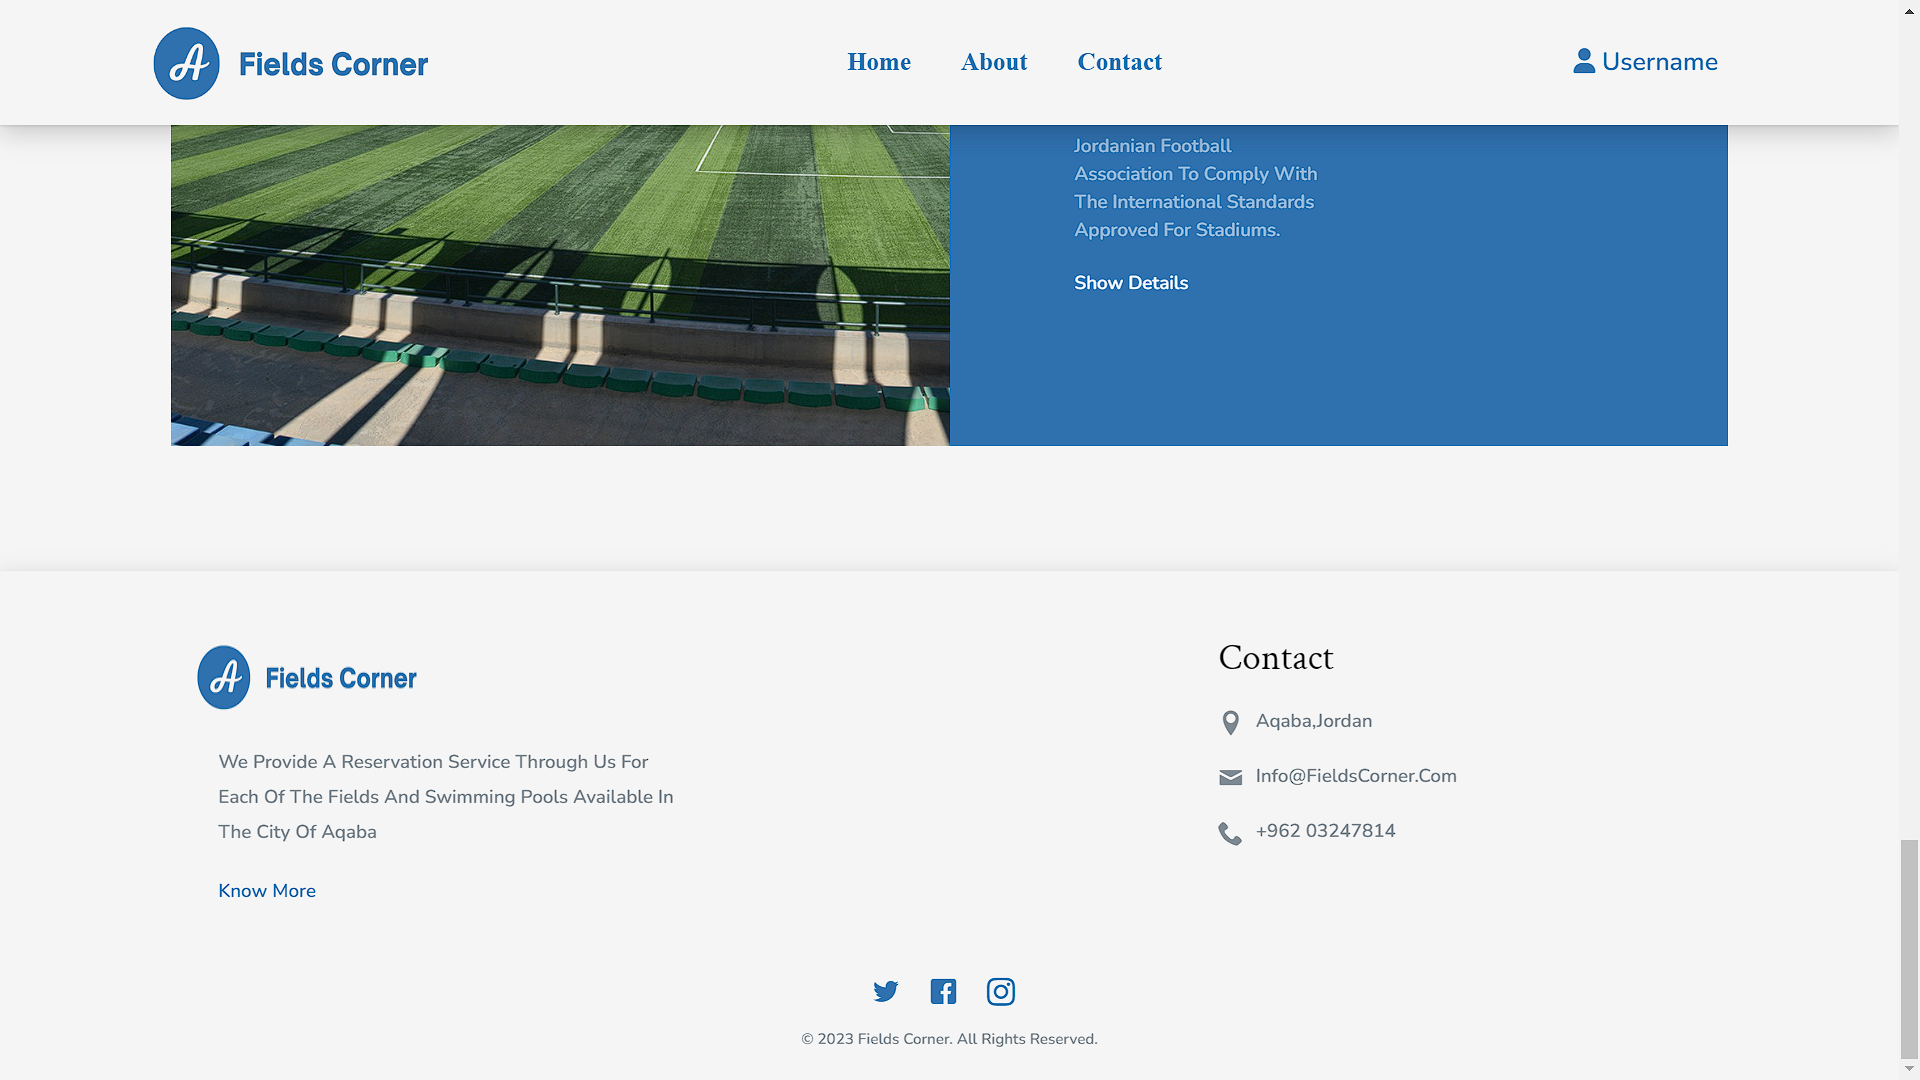 A Fields Corner
Home About Contact
Username
Jordanian Football
Association To Comply With
The International Standards
Approved For Stadiums.
Show Details
A Fields Corner
We Provide A Reservation Service Through Us For
Each Of The Fields And Swimming Pools Available In
The City Of Aqaba
Know More
Contact
Aqaba,Jordan
Info@FieldsCorner.Com
+962 03247814
© 2023 Fields Corner. All Rights Reserved.